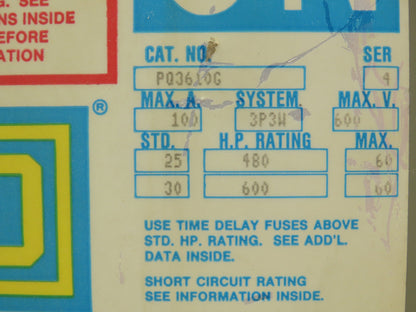 G. SEE
NS INSIDE
EFORE
ATION
ON
CAT. NO. SER
PQ3610G 4
MAX. A. SYSTEM. MAX. V.
100 3P3W 600
STD. H.P. RATING MAX.
25 480 60
30 600 60
®
USE TIME DELAY FUSES ABOVE
STD. HP. RATING. SEE ADD'L.
DATA INSIDE.
SHORT CIRCUIT RATING
SEE INFORMATION INSIDE.